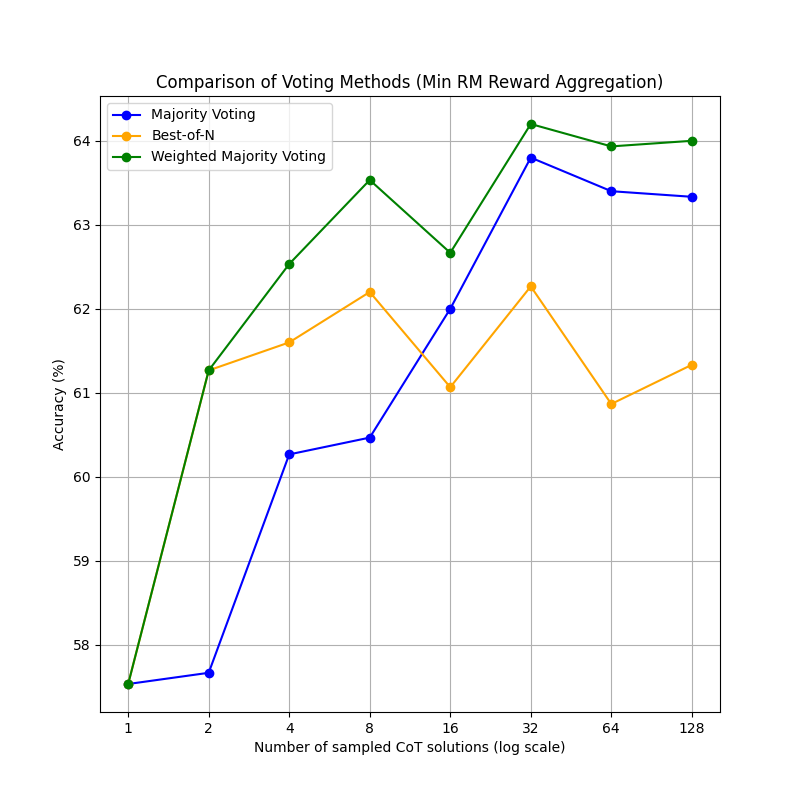 Comparison of Voting Methods (Min RM Reward Aggregation)
Majority Voting
Best-of-N
Weighted Majority Voting
64
63
62
61
60
59
58
Accuracy (%)
1 2 4 8 16 32 64 128
Number of sampled CoT solutions (log scale)